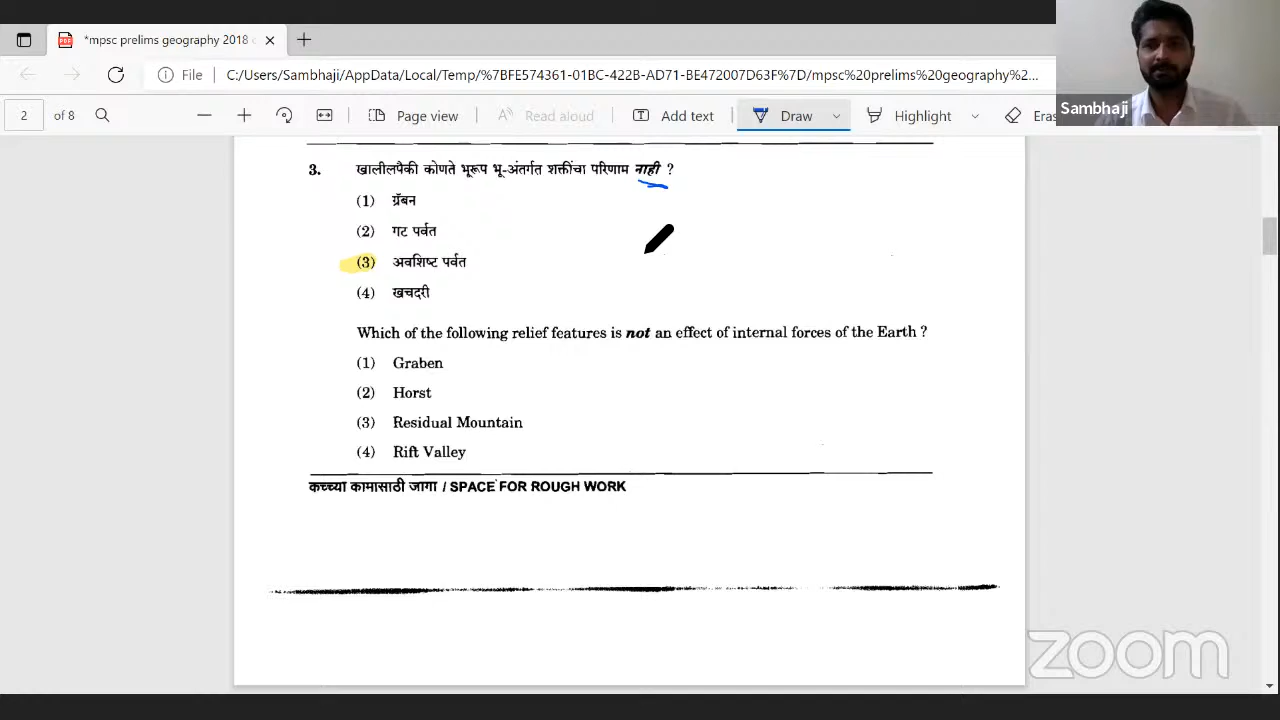 *mpsc prelims geography 2018
File
C:/Users/Sambhaji/AppData/Local/Temp/%7BFE574361-01BC-422B-AD71-BE472007D63F%7D/mpsc%20prelims%20geography%2...
2 of 8
Page view
Read aloud
Add text
Draw
Highlight
Eras
Sambhaji
3. खालीलपैकी कोणते भूरूप भू-अंतर्गत शक्तींचा परिणाम नाही ?
(1) ग्रॅबन
(2) गट पर्वत
(3) अवशिष्ट पर्वत
(4) खचदरी
Which of the following relief features is not an effect of internal forces of the Earth ?
(1) Graben
(2) Horst
(3) Residual Mountain
(4) Rift Valley
कच्च्या कामासाठी जागा / SPACE FOR ROUGH WORK
zoom